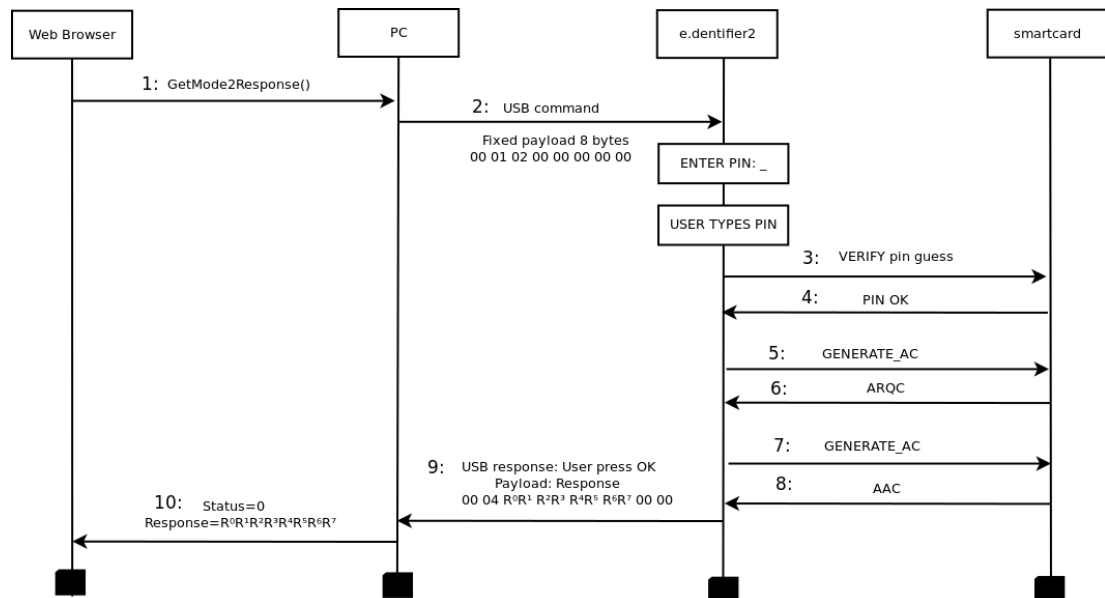 Web Browser
PC
e.dentifier2
smartcard
1: GetMode2Response()
2: USB command
Fixed payload 8 bytes
00 01 02 00 00 00 00 00
ENTER PIN: _
USER TYPES PIN
3: VERIFY pin guess
4: PIN OK
5: GENERATE_AC
6: ARQC
7: GENERATE_AC
8: AAC
9: USB response: User press OK
Payload: Response
00 04 R⁰R¹ R²R³ R⁴R⁵ R⁶R⁷ 00 00
10: Status=0
Response=R⁰R¹R²R³R⁴R⁵R⁶R⁷